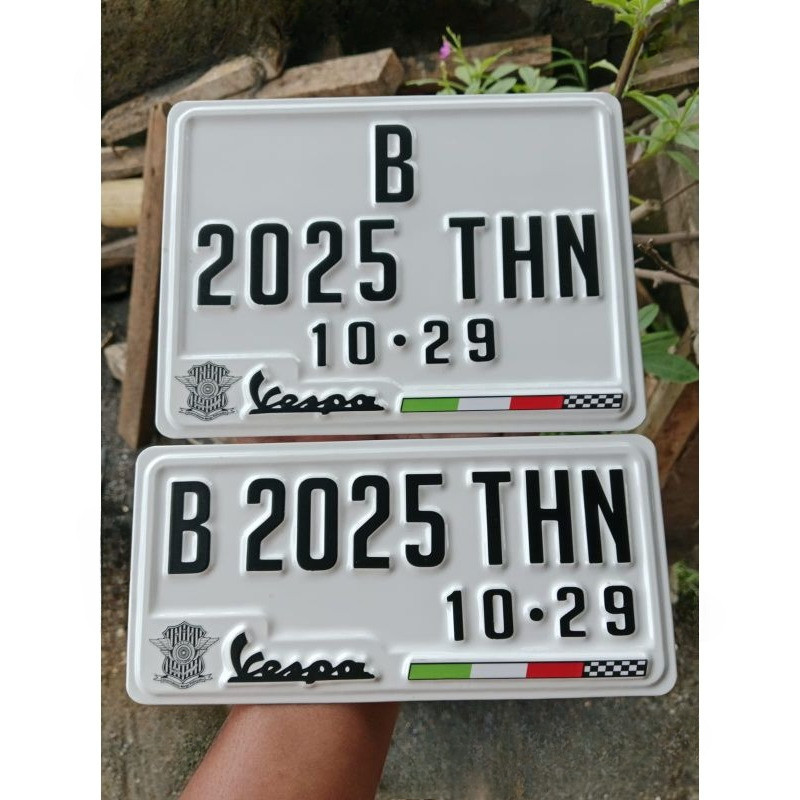 B
2025 THN
10•29
Vespa
B 2025 THN
10•29
Vespa